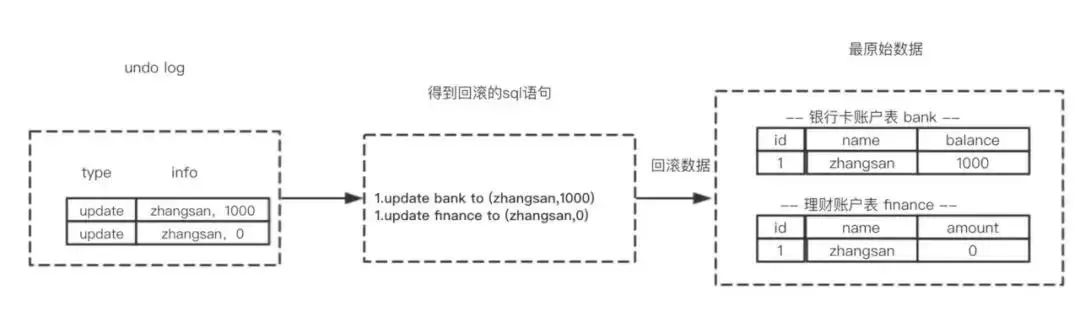 undo log
type info
update zhangsan, 1000
update zhangsan, 0
得到回滚的sql语句
1.update bank to (zhangsan,1000)
1.update finance to (zhangsan,0)
回滚数据
最原始数据
-- 银行卡账户表 bank --
id name balance
1 zhangsan 1000
-- 理财账户表 finance --
id name amount
1 zhangsan 0